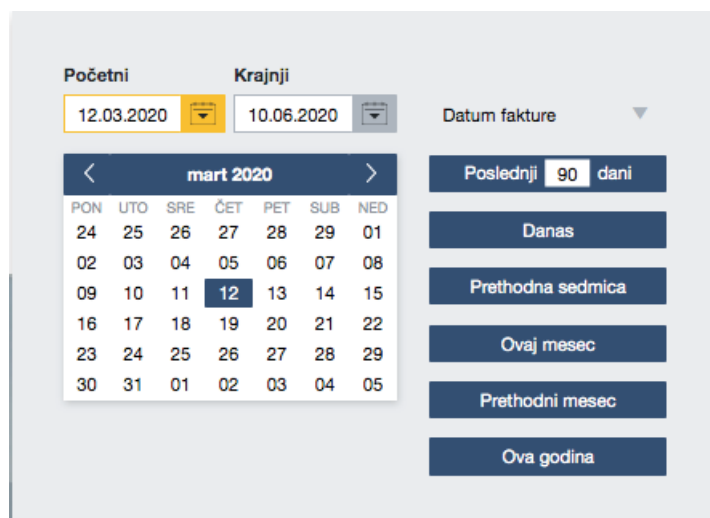 Početni Krajnji
12.03.2020 10.06.2020 Datum fakture
mart 2020
PON UTO SRE ČET PET SUB NED
24 25 26 27 28 29 01
02 03 04 05 06 07 08
09 10 11 12 13 14 15
16 17 18 19 20 21 22
23 24 25 26 27 28 29
30 31 01 02 03 04 05
Poslednji 90 dani
Danas
Prethodna sedmica
Ovaj mesec
Prethodni mesec
Ova godina